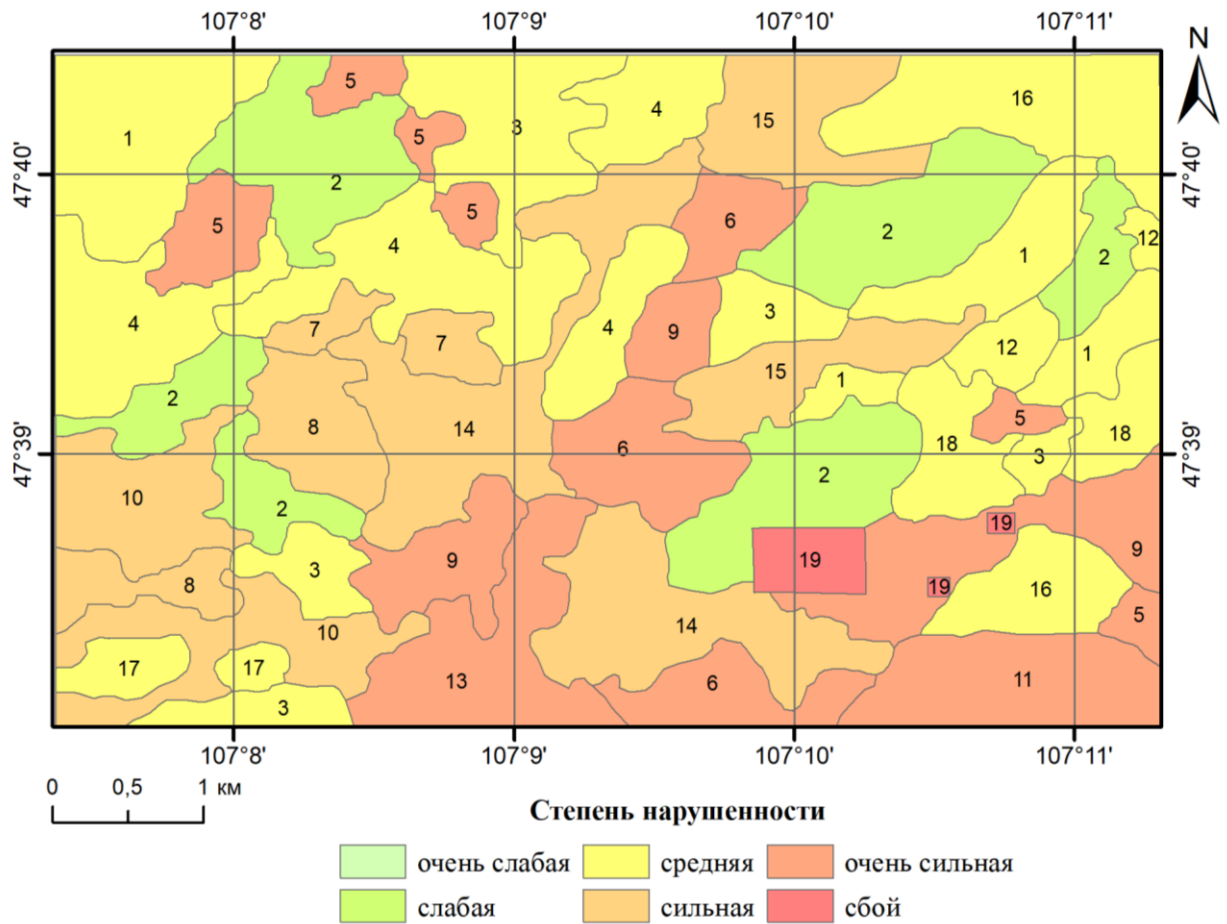 107°8' 107°9' 107°10' 107°11'
N
5
16
4
1 5 3 15
47°40' 47°40'
2
5 5 6 2 12
4 1 2
3
4 7 7 4 9 12 1
15 1
2
8 14 5 18
6 18
47°39' 3 47°39'
10 2
2
19
3 9 19 9
8 19 16
5
10 14
17 17
13 6 11
3
107°8' 107°9' 107°10' 107°11'
0 0,5 1 км
Степень нарушенности
очень слабая средняя очень сильная
слабая сильная сбой